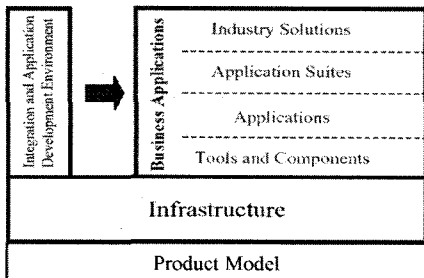 Integration and Application
Development Environment
Business Applications
Industry Solutions
Application Suites
Applications
Tools and Components
Infrastructure
Product Model